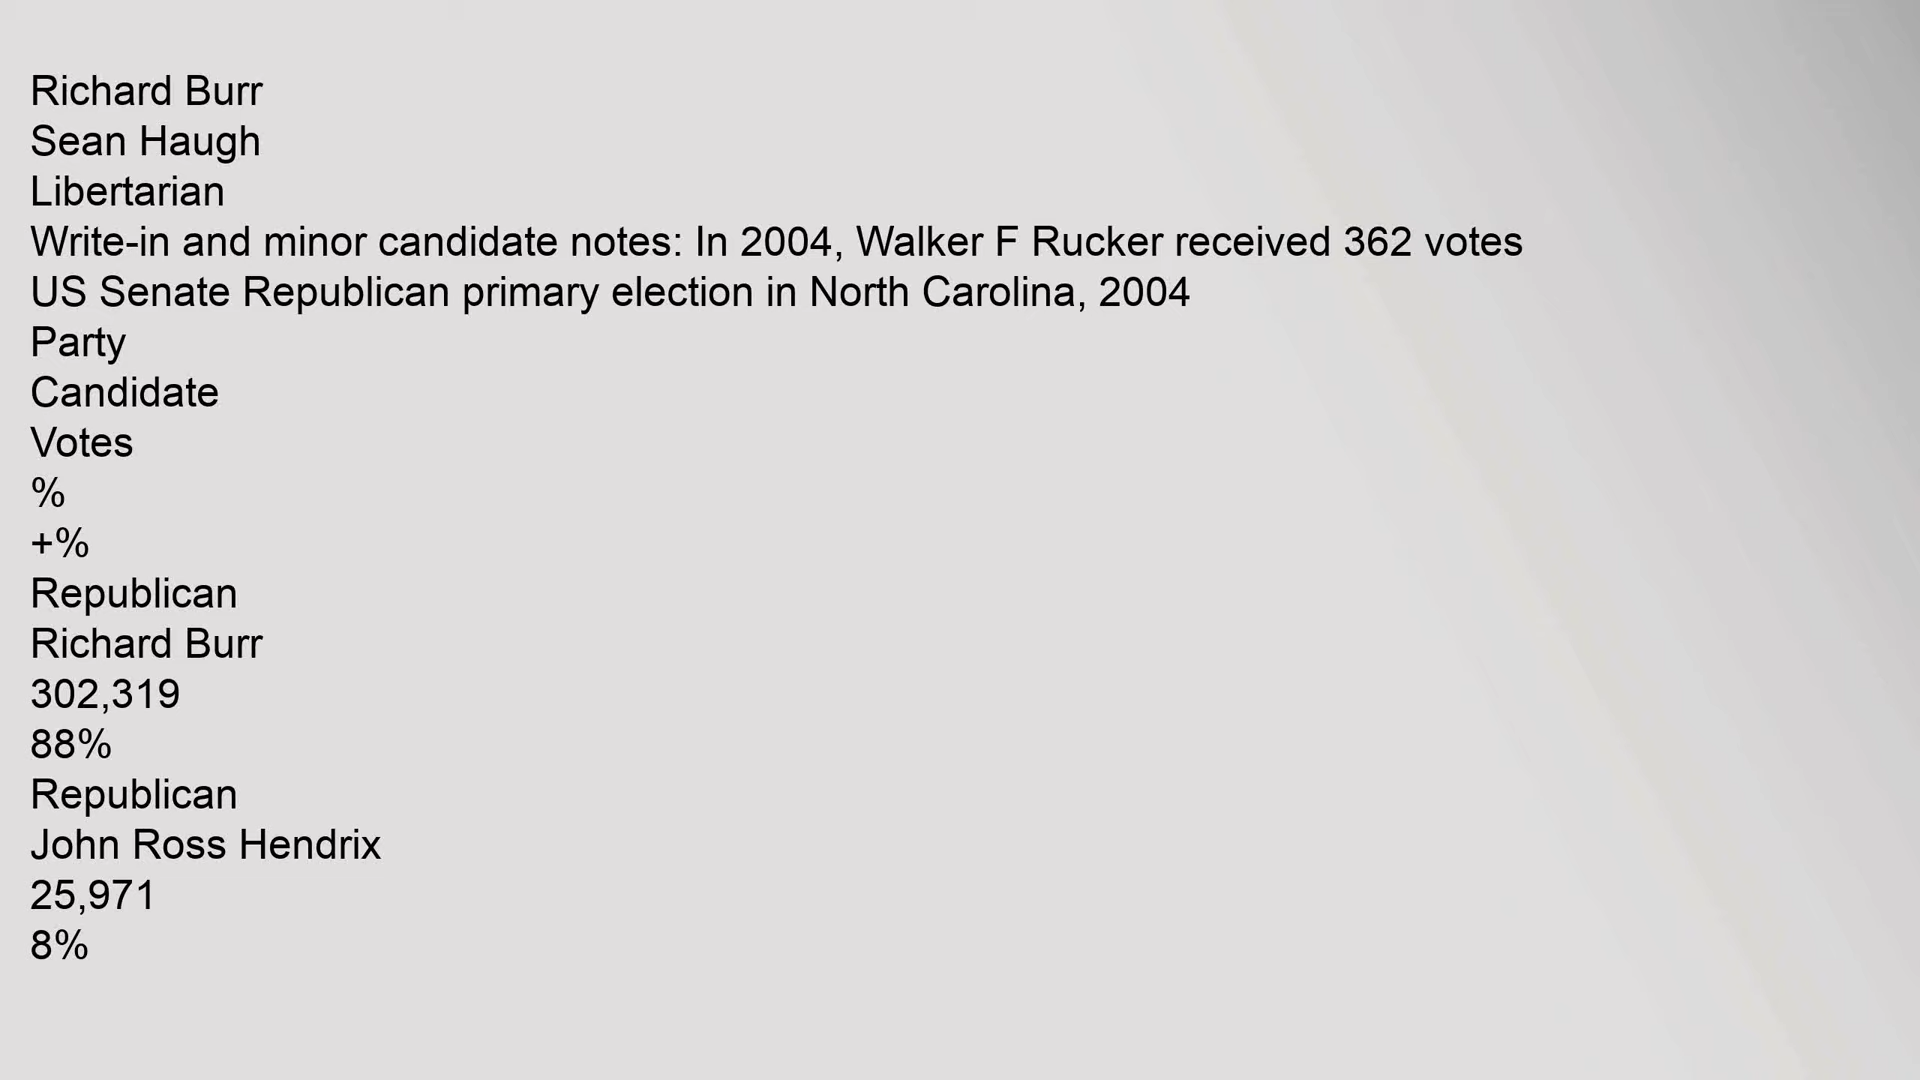 Richard Burr
Sean Haugh
Libertarian
Write-in and minor candidate notes: In 2004, Walker F Rucker received 362 votes
US Senate Republican primary election in North Carolina, 2004
Party
Candidate
Votes
%
+%
Republican
Richard Burr
302,319
88%
Republican
John Ross Hendrix
25,971
8%